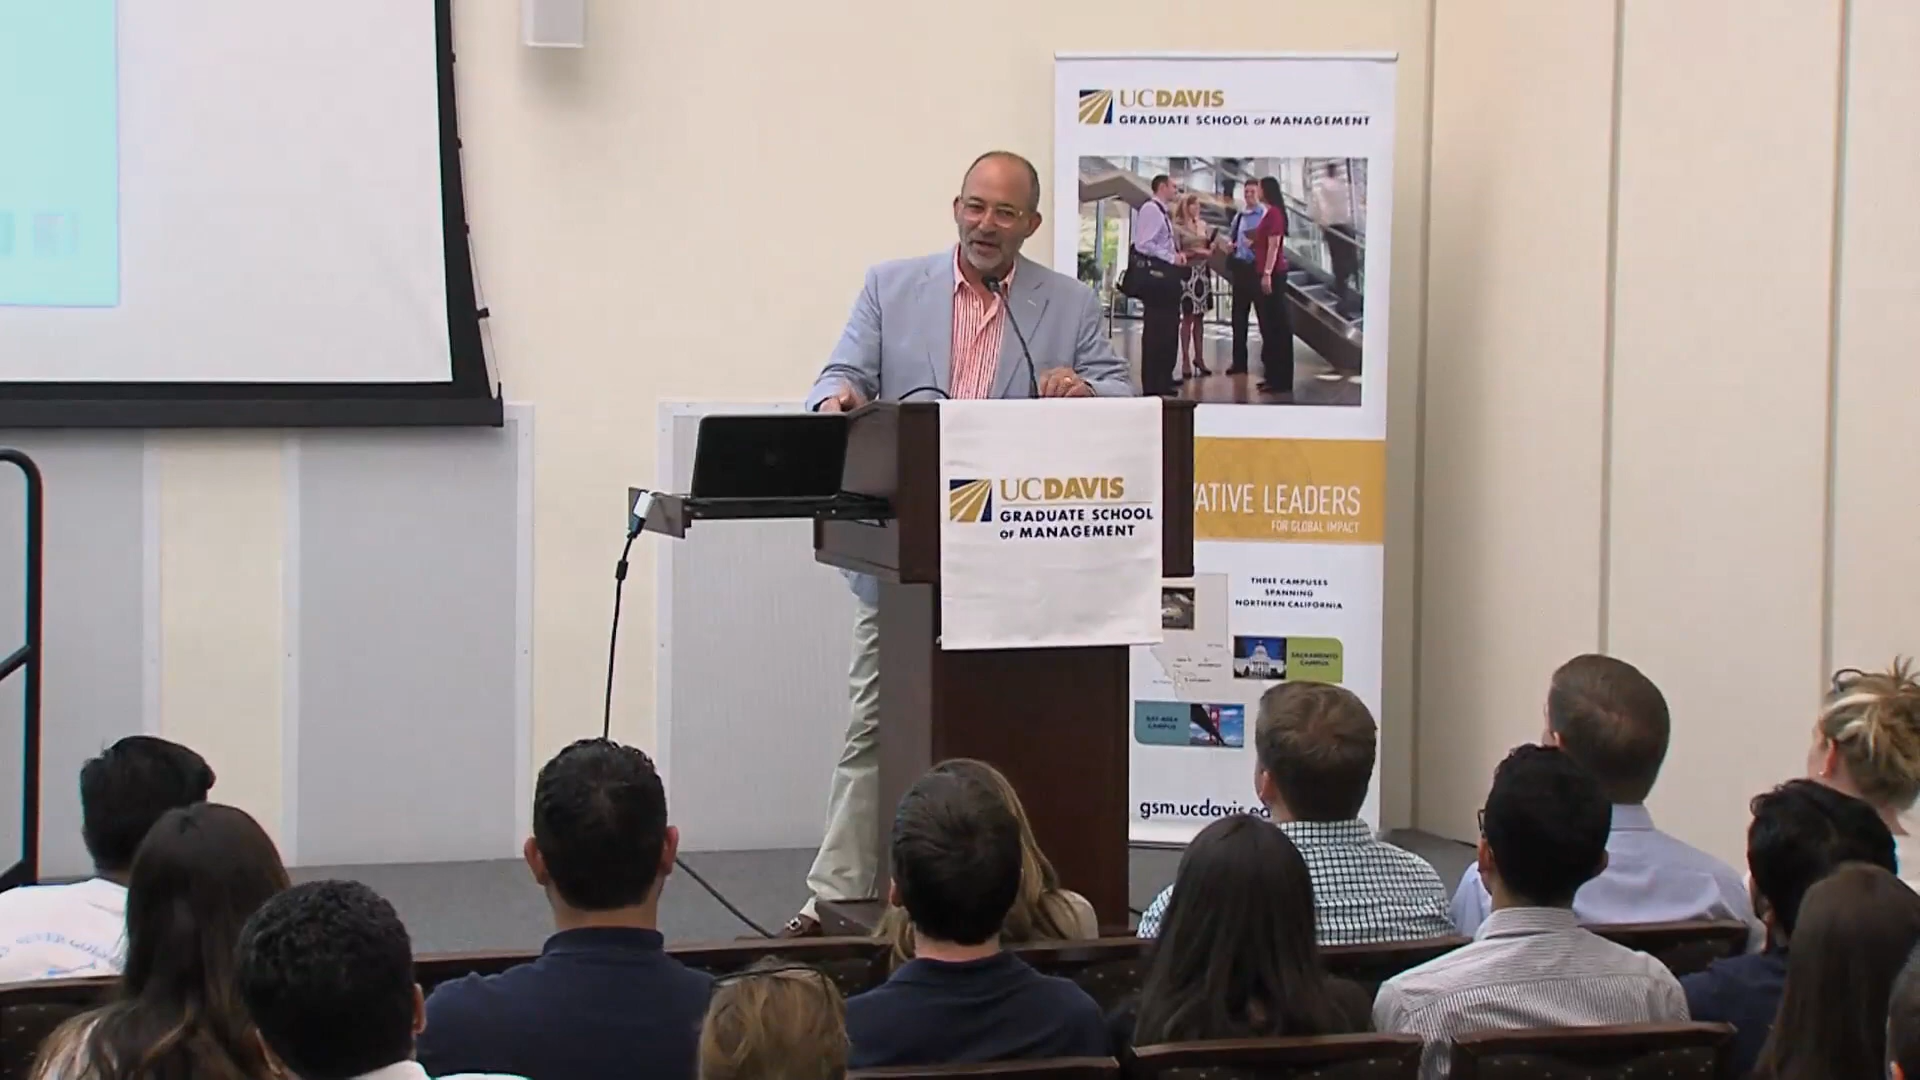 UCDAVIS
GRADUATE SCHOOL OF MANAGEMENT
UCDAVIS
GRADUATE SCHOOL
OF MANAGEMENT
LEADERS
FOR GLOBAL IMPACT
THREE CAMPUSES
SPANNING
NORTHERN CALIFORNIA
SACRAMENTO
CAMPUS
BAY AREA
CAMPUS
gsm.ucdavis.ed